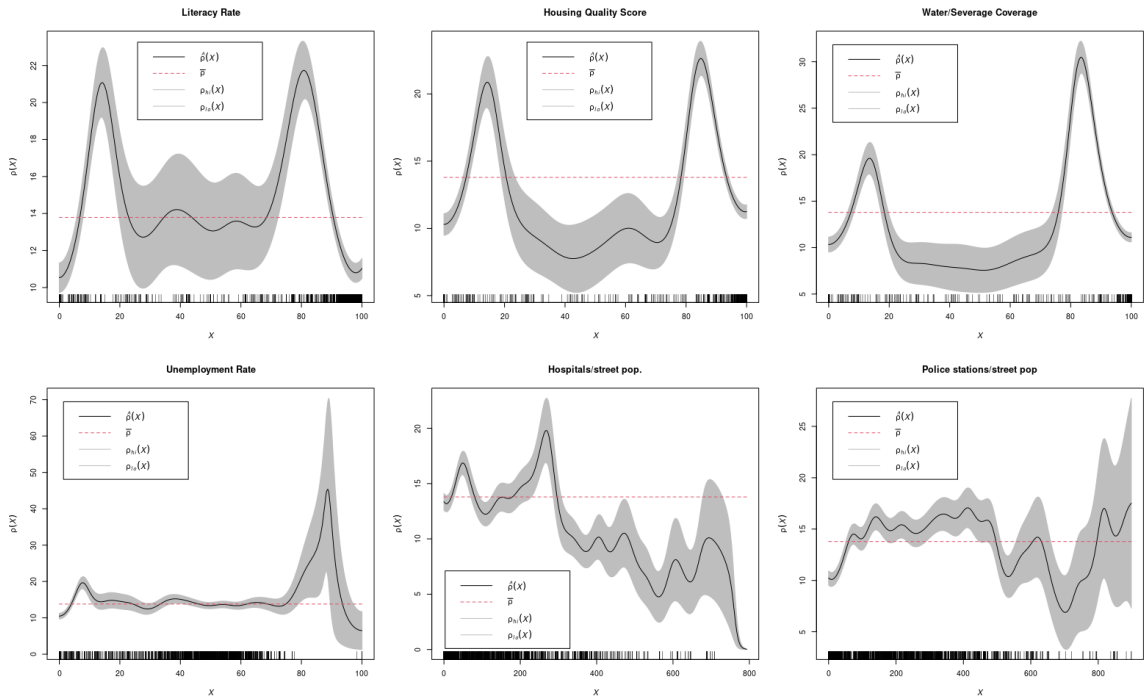 Literacy Rate
ρ̂(x)
ρ̅
ρhi(x)
ρlo(x)
ρ(x)
10 12 14 16 18 20 22
0 20 40 60 80 100
x
Housing Quality Score
ρ̂(x)
ρ̅
ρhi(x)
ρlo(x)
ρ(x)
5 10 15 20
0 20 40 60 80 100
x
Water/Severage Coverage
ρ̂(x)
ρ̅
ρhi(x)
ρlo(x)
ρ(x)
5 10 15 20 25 30
0 20 40 60 80 100
x
Unemployment Rate
ρ̂(x)
ρ̅
ρhi(x)
ρlo(x)
ρ(x)
0 10 20 30 40 50 60 70
0 20 40 60 80 100
x
Hospitals/street pop.
ρ̂(x)
ρ̅
ρhi(x)
ρlo(x)
ρ(x)
0 5 10 15 20
0 200 400 600 800
x
Police stations/street pop
ρ̂(x)
ρ̅
ρhi(x)
ρlo(x)
ρ(x)
5 10 15 20 25
0 200 400 600 800
x